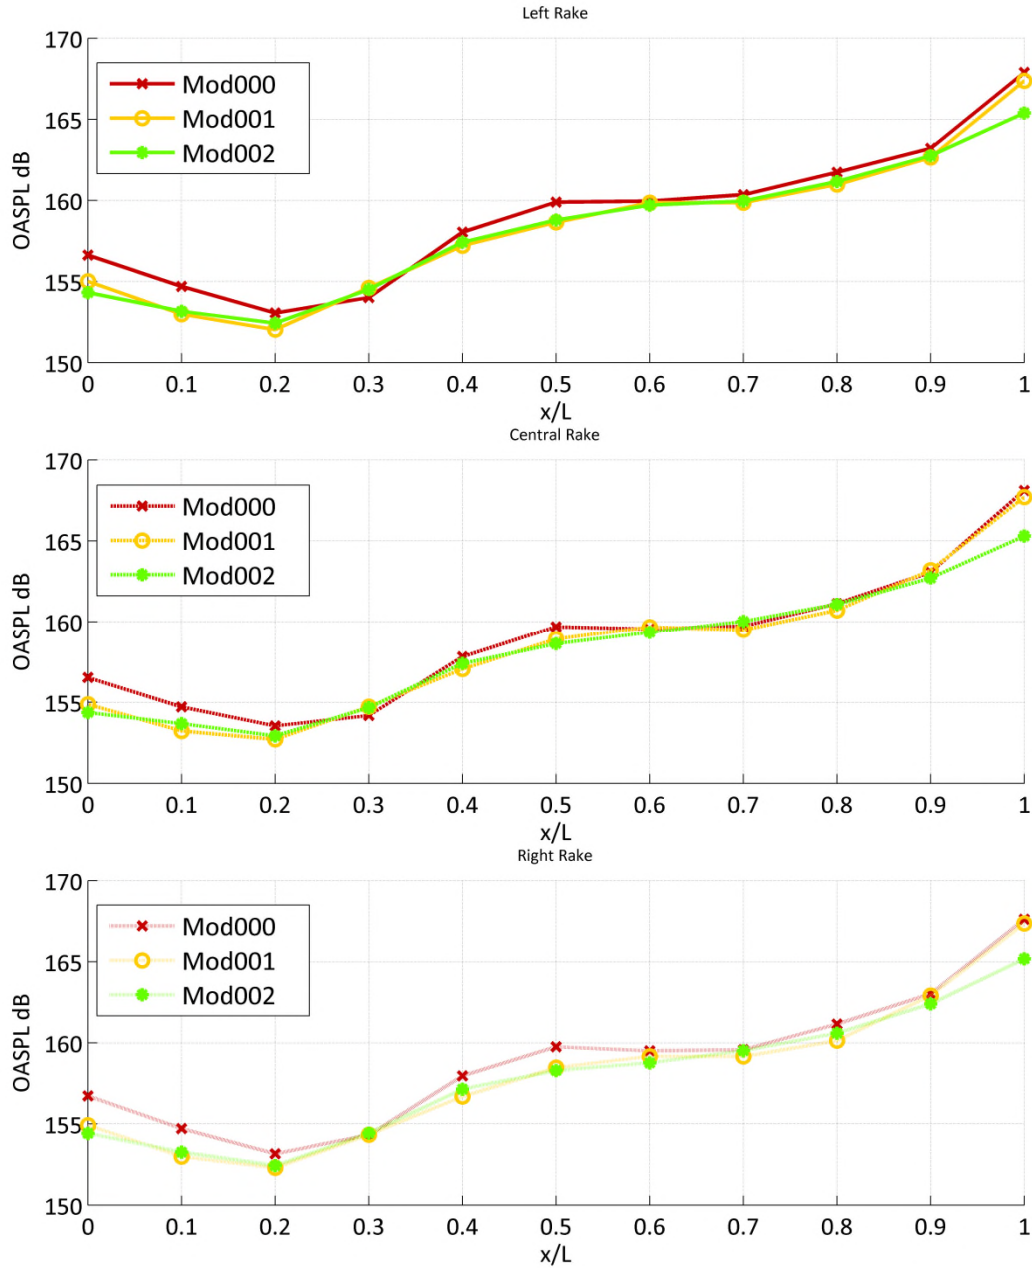 Left Rake
170
165
160
155
150
OASPL dB
Mod000
Mod001
Mod002
0 0.1 0.2 0.3 0.4 0.5 0.6 0.7 0.8 0.9 1
x/L
Central Rake
170
165
160
155
150
OASPL dB
Mod000
Mod001
Mod002
0 0.1 0.2 0.3 0.4 0.5 0.6 0.7 0.8 0.9 1
x/L
Right Rake
170
165
160
155
150
OASPL dB
Mod000
Mod001
Mod002
0 0.1 0.2 0.3 0.4 0.5 0.6 0.7 0.8 0.9 1
x/L